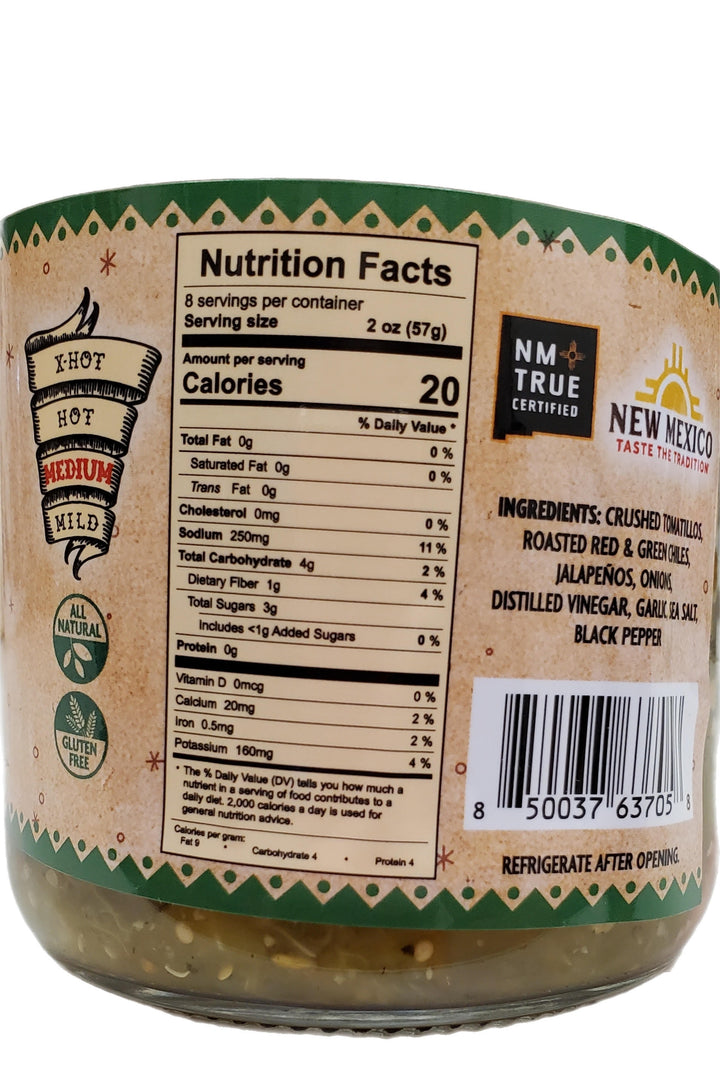 X-HOT
HOT
MEDIUM
MILD
ALL
NATURAL
GLUTEN
FREE
Nutrition Facts
8 servings per container
Serving size 2 oz (57g)
Amount per serving
Calories 20
% Daily Value *
Total Fat 0g 0 %
Saturated Fat 0g 0 %
Trans Fat 0g
Cholesterol 0mg 0 %
Sodium 250mg 11 %
Total Carbohydrate 4g 2 %
Dietary Fiber 1g 4 %
Total Sugars 3g
Includes <1g Added Sugars 0 %
Protein 0g
Vitamin D 0mcg 0 %
Calcium 20mg 2 %
Iron 0.5mg 2 %
Potassium 160mg 4 %
* The % Daily Value (DV) tells you how much a
nutrient in a serving of food contributes to a
daily diet. 2,000 calories a day is used for
general nutrition advice.
Calories per gram:
Fat 9 * Carbohydrate 4 * Protein 4
NM
TRUE
CERTIFIED
NEW MEXICO
TASTE THE TRADITION
INGREDIENTS: CRUSHED TOMATILLOS,
ROASTED RED & GREEN CHILES,
JALAPEÑOS, ONIONS,
DISTILLED VINEGAR, GARLIC, SEA SALT,
BLACK PEPPER
8 50037 63705 8
REFRIGERATE AFTER OPENING.